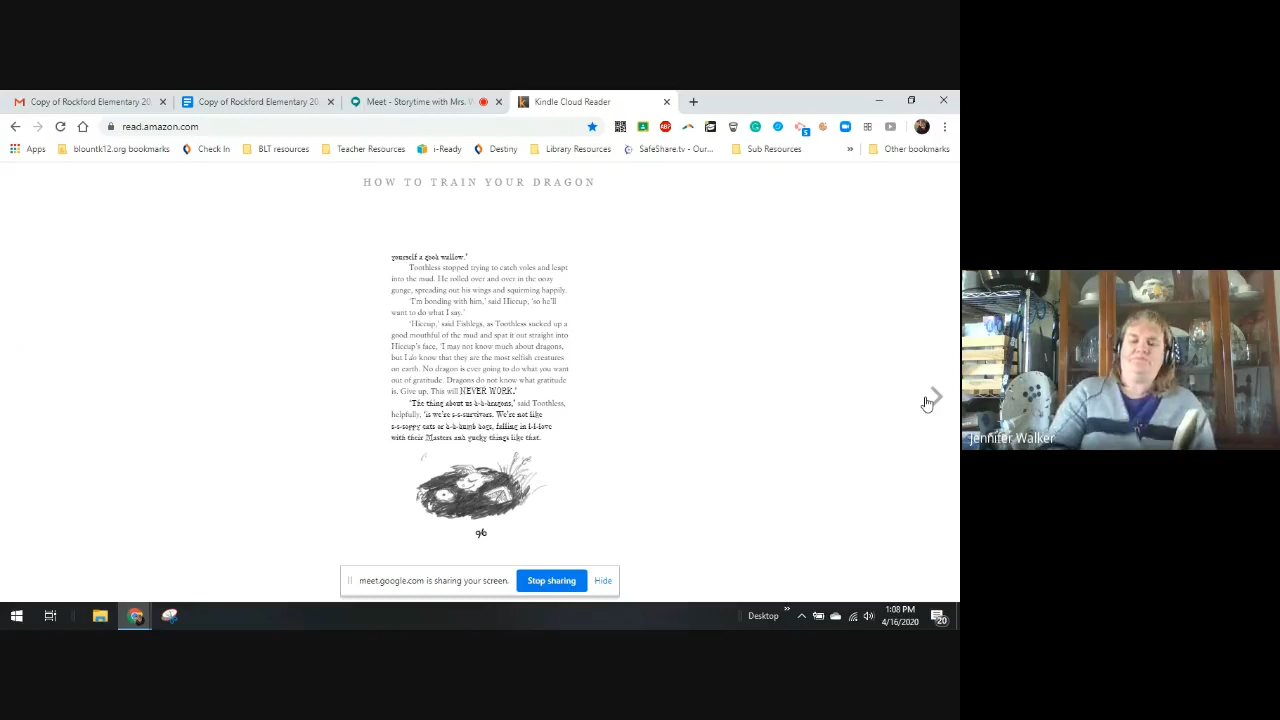 Copy of Rockford Elementary 20
Copy of Rockford Elementary 20
Meet - Storytime with Mrs. W
Kindle Cloud Reader
read.amazon.com
ABP
5
Apps
blountk12.org bookmarks
Check In
BLT resources
Teacher Resources
i-Ready
Destiny
Library Resources
SafeShare.tv - Our...
Sub Resources
»
Other bookmarks
HOW TO TRAIN YOUR DRAGON
yourself a good wallow.'
Toothless stopped trying to catch voles and leapt
into the mud. He rolled over and over in the oozy
gunge, spreading out his wings and squirming happily.
'I'm bonding with him,' said Hiccup, 'so he'll
want to do what I say.'
'Hiccup,' said Fishlegs, as Toothless sucked up a
good mouthful of the mud and spat it out straight into
Hiccup's face, 'I may not know much about dragons,
but I do know that they are the most selfish creatures
on earth. No dragon is ever going to do what you want
out of gratitude. Dragons do not know what gratitude
is. Give up. This will NEVER WORK.'
'The thing about us d-d-dragons,' said Toothless,
helpfully, 'is we're s-s-survivors. We're not like
s-s-soppy cats or d-d-dumb dogs, falling in l-l-love
with their Masters and yucky things like that.
96
meet.google.com is sharing your screen.
Stop sharing
Hide
Jennifer Walker
Desktop
»
1:08 PM
4/16/2020
20